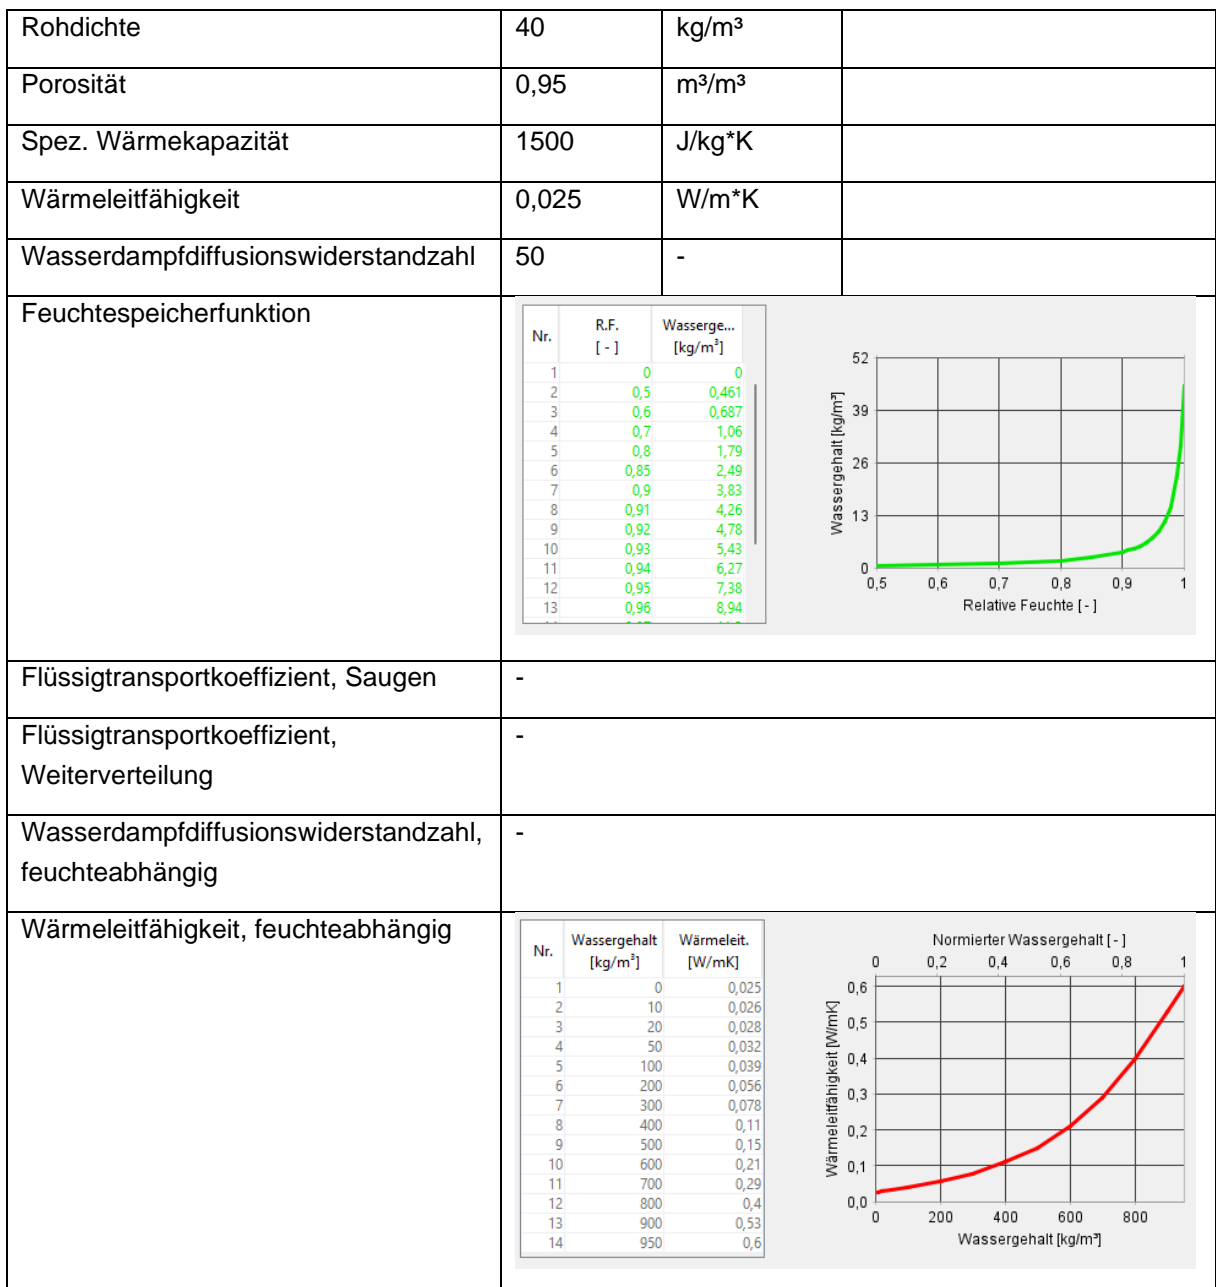 Rohdichte 40 kg/m³
Porosität 0,95 m³/m³
Spez. Wärmekapazität 1500 J/kg*K
Wärmeleitfähigkeit 0,025 W/m*K
Wasserdampfdiffusionswiderstandzahl 50 -
Feuchtespeicherfunktion
Nr. R.F. [ - ] Wasserge... [kg/m³]
1 0 0
2 0,5 0,461
3 0,6 0,687
4 0,7 1,06
5 0,8 1,79
6 0,85 2,49
7 0,9 3,83
8 0,91 4,26
9 0,92 4,78
10 0,93 5,43
11 0,94 6,27
12 0,95 7,38
13 0,96 8,94
Wassergehalt [kg/m³]
52
39
26
13
0
0,5 0,6 0,7 0,8 0,9 1
Relative Feuchte [ - ]
Flüssigtransportkoeffizient, Saugen -
Flüssigtransportkoeffizient, -
Weiterverteilung
Wasserdampfdiffusionswiderstandzahl, -
feuchteabhängig
Wärmeleitfähigkeit, feuchteabhängig
Nr. Wassergehalt [kg/m³] Wärmeleit. [W/mK]
1 0 0,025
2 10 0,026
3 20 0,028
4 50 0,032
5 100 0,039
6 200 0,056
7 300 0,078
8 400 0,11
9 500 0,15
10 600 0,21
11 700 0,29
12 800 0,4
13 900 0,53
14 950 0,6
Normierter Wassergehalt [ - ]
0 0,2 0,4 0,6 0,8 1
Wärmeleitfähigkeit [W/mK]
0,6
0,5
0,4
0,3
0,2
0,1
0,0
0 200 400 600 800
Wassergehalt [kg/m³]